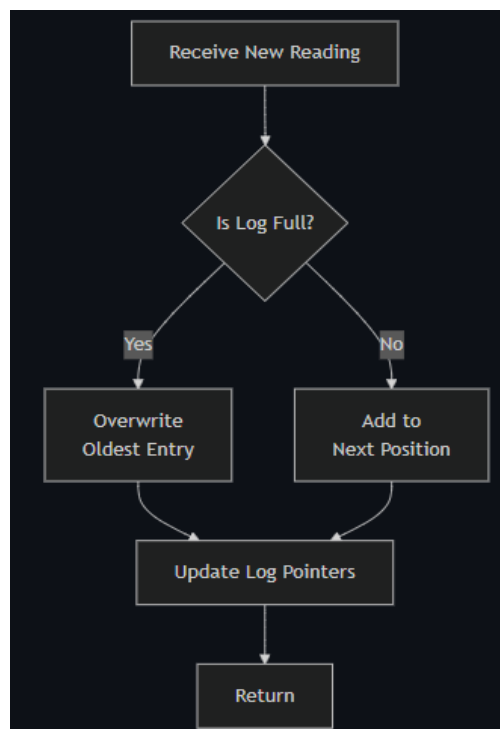 Receive New Reading
Is Log Full?
Yes
No
Overwrite
Oldest Entry
Add to
Next Position
Update Log Pointers
Return